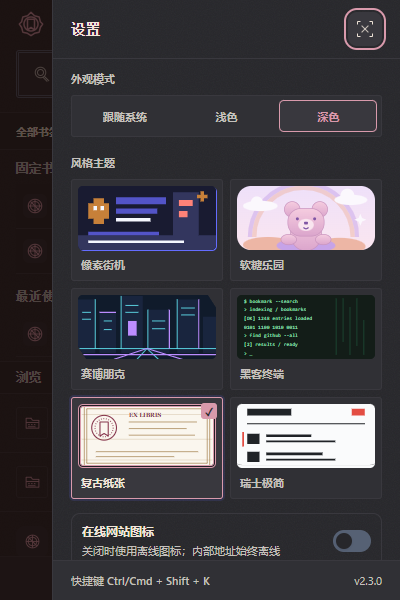 设置
外观模式
跟随系统
浅色
深色
风格主题
像素街机
软糖乐园
赛博朋克
$ bookmark --search
> indexing / bookmarks
[OK] 1248 entries loaded
0101 1100 1010 0011
> find github --all
[3] results / ready
> _
黑客终端
EX LIBRIS
复古纸张
瑞士极简
在线网站图标
关闭时使用离线图标；内部地址始终离线
快捷键 Ctrl/Cmd + Shift + K
v2.3.0
全部书
固定书
最近使
浏览